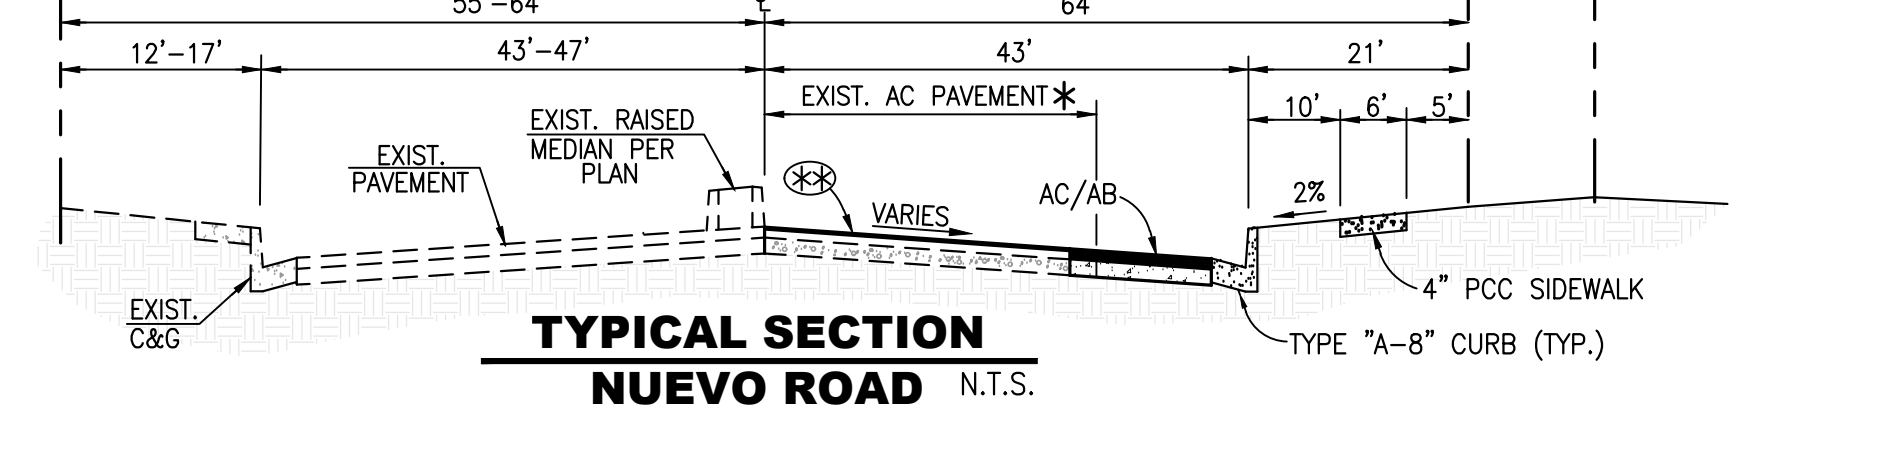 55'-64'
64'
12'-17'
43'-47'
43'
21'
EXIST. AC PAVEMENT*
10'
6'
5'
EXIST. RAISED
MEDIAN PER
PLAN
EXIST.
PAVEMENT
**
VARIES
AC/AB
2%
4" PCC SIDEWALK
EXIST.
C&G
TYPE "A-8" CURB (TYP.)
TYPICAL SECTION
NUEVO ROAD
N.T.S.